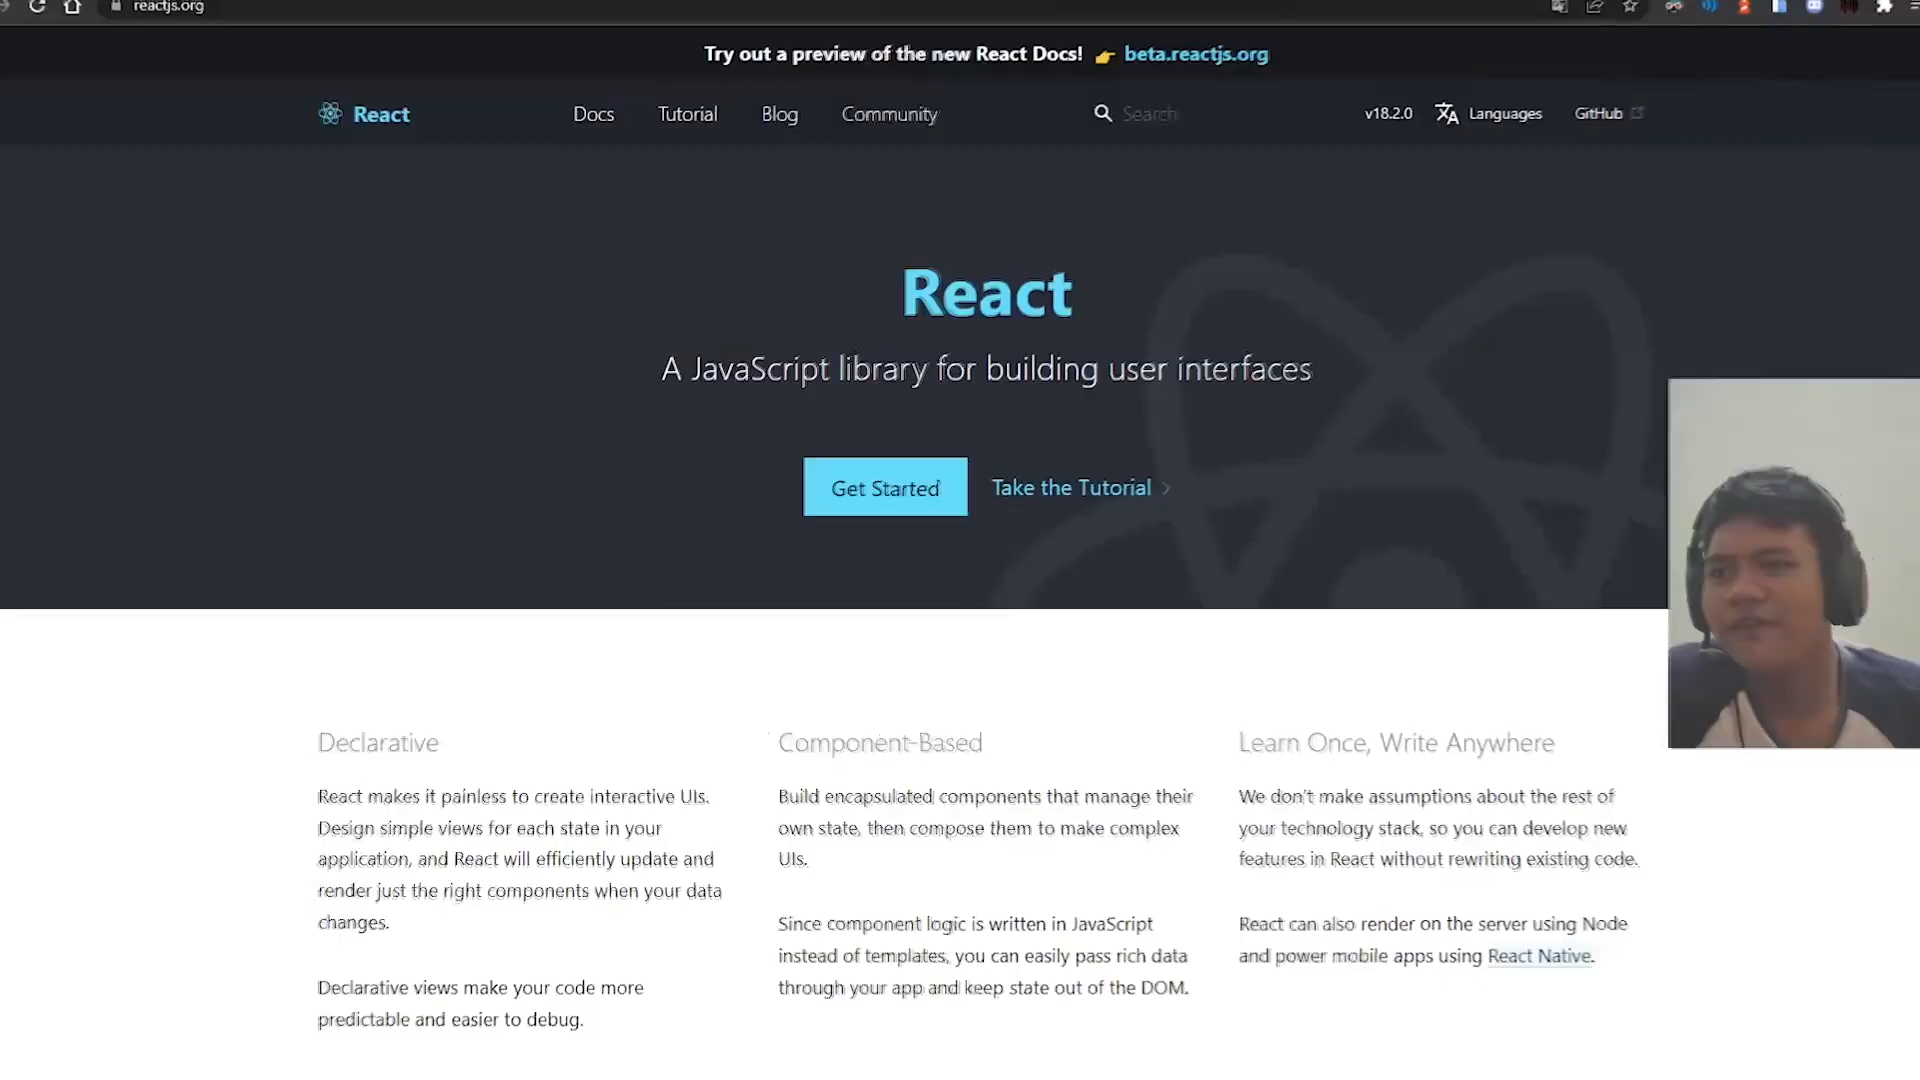 reactjs.org
Try out a preview of the new React Docs! 👉 beta.reactjs.org
React
Docs
Tutorial
Blog
Community
Search
v18.2.0
Languages
GitHub
React
A JavaScript library for building user interfaces
Get Started
Take the Tutorial
Declarative
React makes it painless to create interactive UIs.
Design simple views for each state in your
application, and React will efficiently update and
render just the right components when your data
changes.
Declarative views make your code more
predictable and easier to debug.
Component-Based
Build encapsulated components that manage their
own state, then compose them to make complex
UIs.
Since component logic is written in JavaScript
instead of templates, you can easily pass rich data
through your app and keep state out of the DOM.
Learn Once, Write Anywhere
We don't make assumptions about the rest of
your technology stack, so you can develop new
features in React without rewriting existing code.
React can also render on the server using Node
and power mobile apps using React Native.